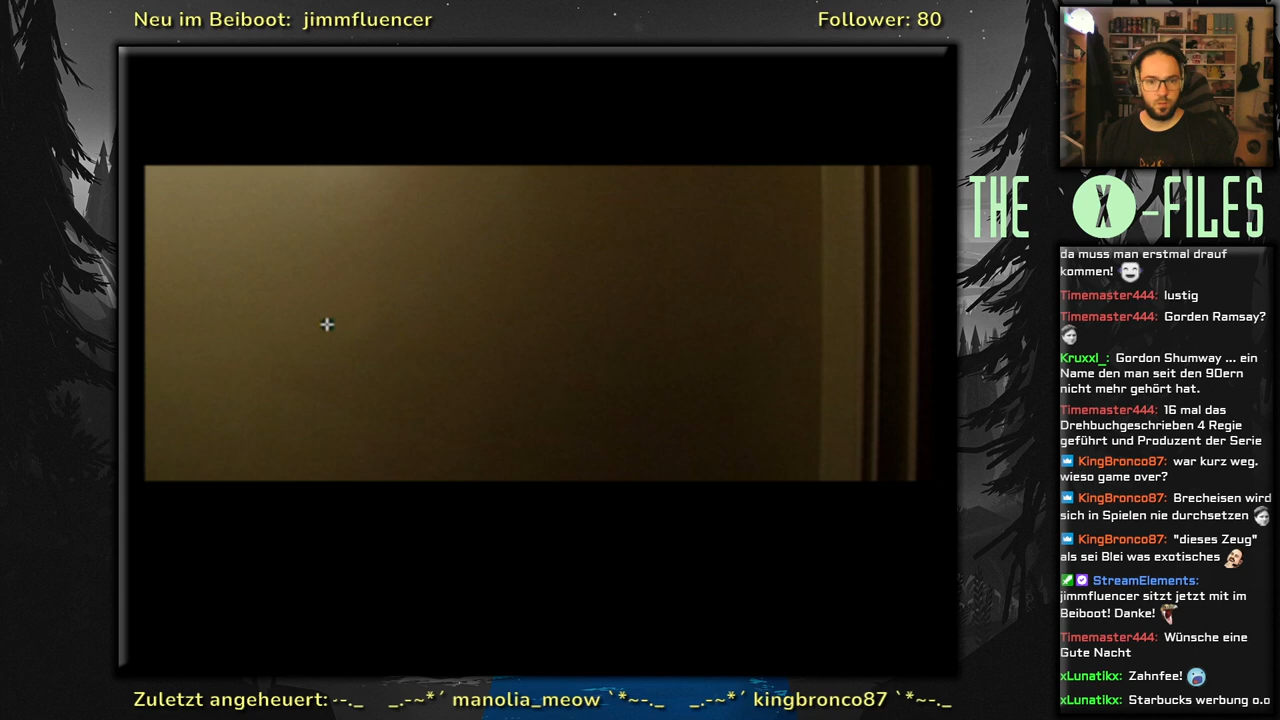 Neu im Beiboot: jimmfluencer
Follower: 80
THE X-FILES
da muss man erstmal drauf
kommen!
Timemaster444: lustig
Timemaster444: Gorden Ramsay?
Kruxxl_: Gordon Shumway ... ein
Name den man seit den 90ern
nicht mehr gehört hat.
Timemaster444: 16 mal das
Drehbuchgeschrieben 4 Regie
geführt und Produzent der Serie
KingBronco87: war kurz weg.
wieso game over?
KingBronco87: Brecheisen wird
sich in Spielen nie durchsetzen
KingBronco87: "dieses Zeug"
als sei Blei was exotisches
StreamElements:
jimmfluencer sitzt jetzt mit im
Beiboot! Danke!
Timemaster444: Wünsche eine
Gute Nacht
xLunatikx: Zahnfee!
xLunatikx: Starbucks werbung o.o
Zuletzt angeheuert: --._ _.-~*´ manolia_meow `*~-._ _.-~*´ kingbronco87 `*~-._